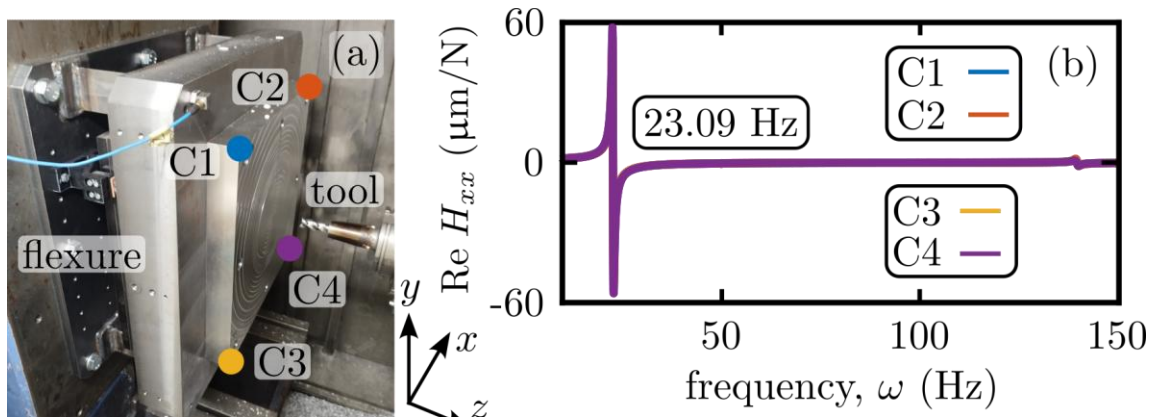 (a)
C2
C1
tool
flexure
C4
C3
y
x
z
Re Hxx (µm/N)
60
0
-60
(b)
C1
C2
23.09 Hz
C3
C4
50
100
150
frequency, ω (Hz)